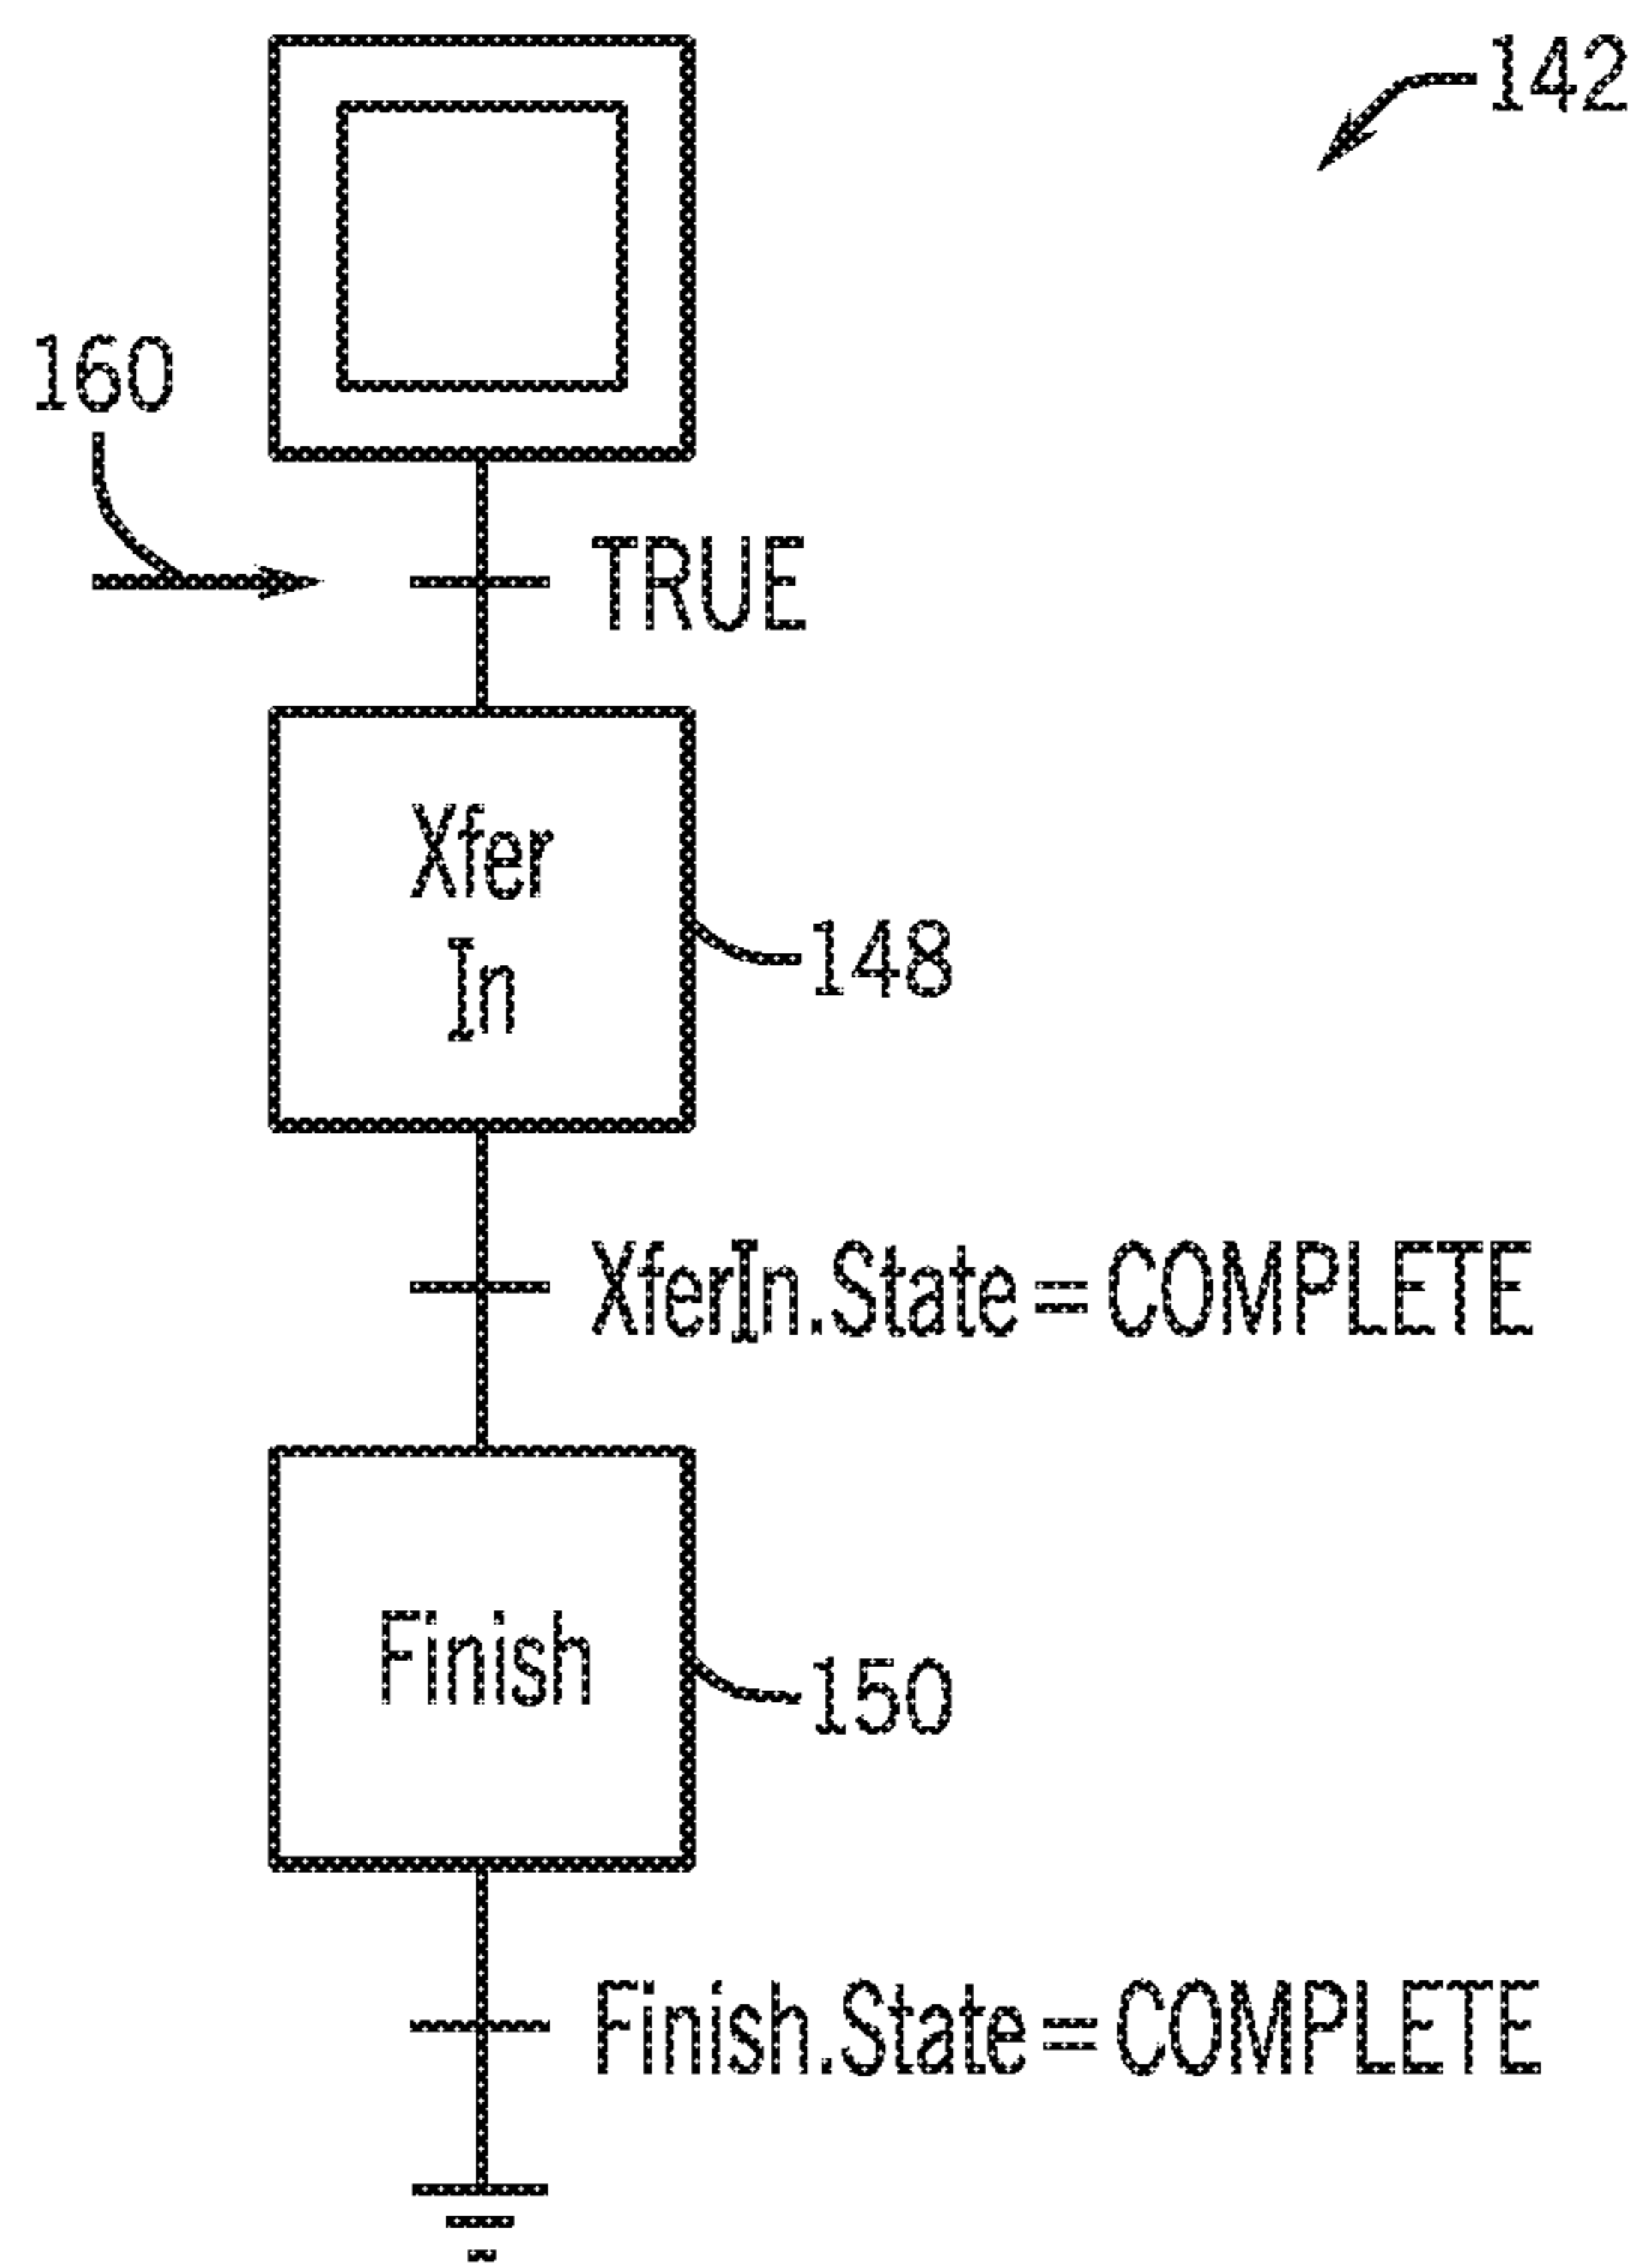 142
160
TRUE
Xfer
In
148
XferIn.State = COMPLETE
Finish
150
Finish.State = COMPLETE